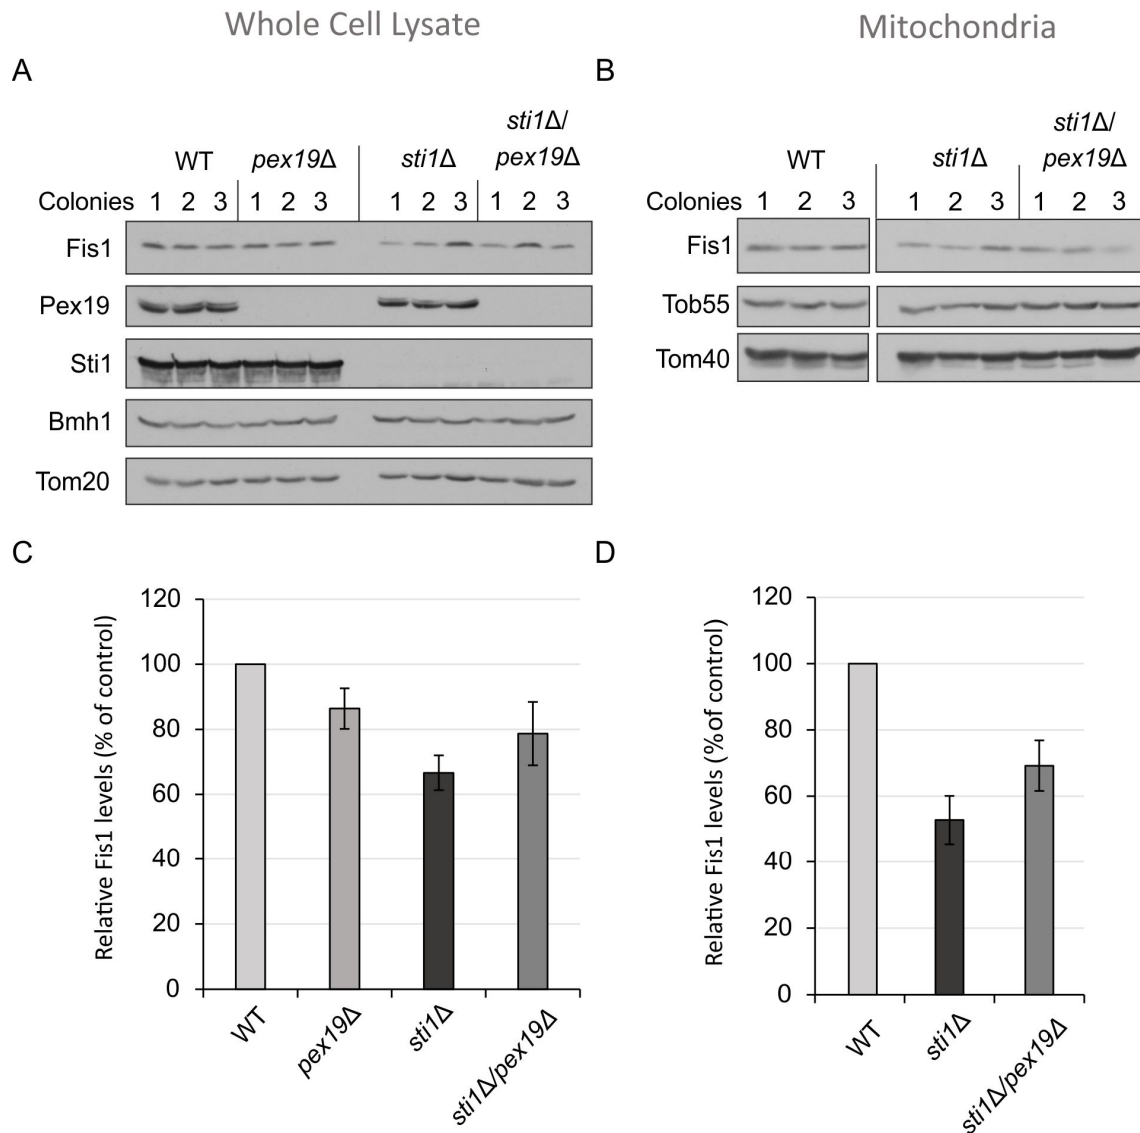 Whole Cell Lysate
Mitochondria
A
sti1Δ/
WT pex19Δ sti1Δ pex19Δ
Colonies 1 2 3 1 2 3 1 2 3 1 2 3
Fis1
Pex19
Sti1
Bmh1
Tom20
B
sti1Δ/
WT sti1Δ pex19Δ
Colonies 1 2 3 1 2 3 1 2 3
Fis1
Tob55
Tom40
C
Relative Fis1 levels (% of control)
120
100
80
60
40
20
0
WT
pex19Δ
sti1Δ
sti1Δ/pex19Δ
D
Relative Fis1 levels (% of control)
120
100
80
60
40
20
0
WT
sti1Δ
sti1Δ/pex19Δ